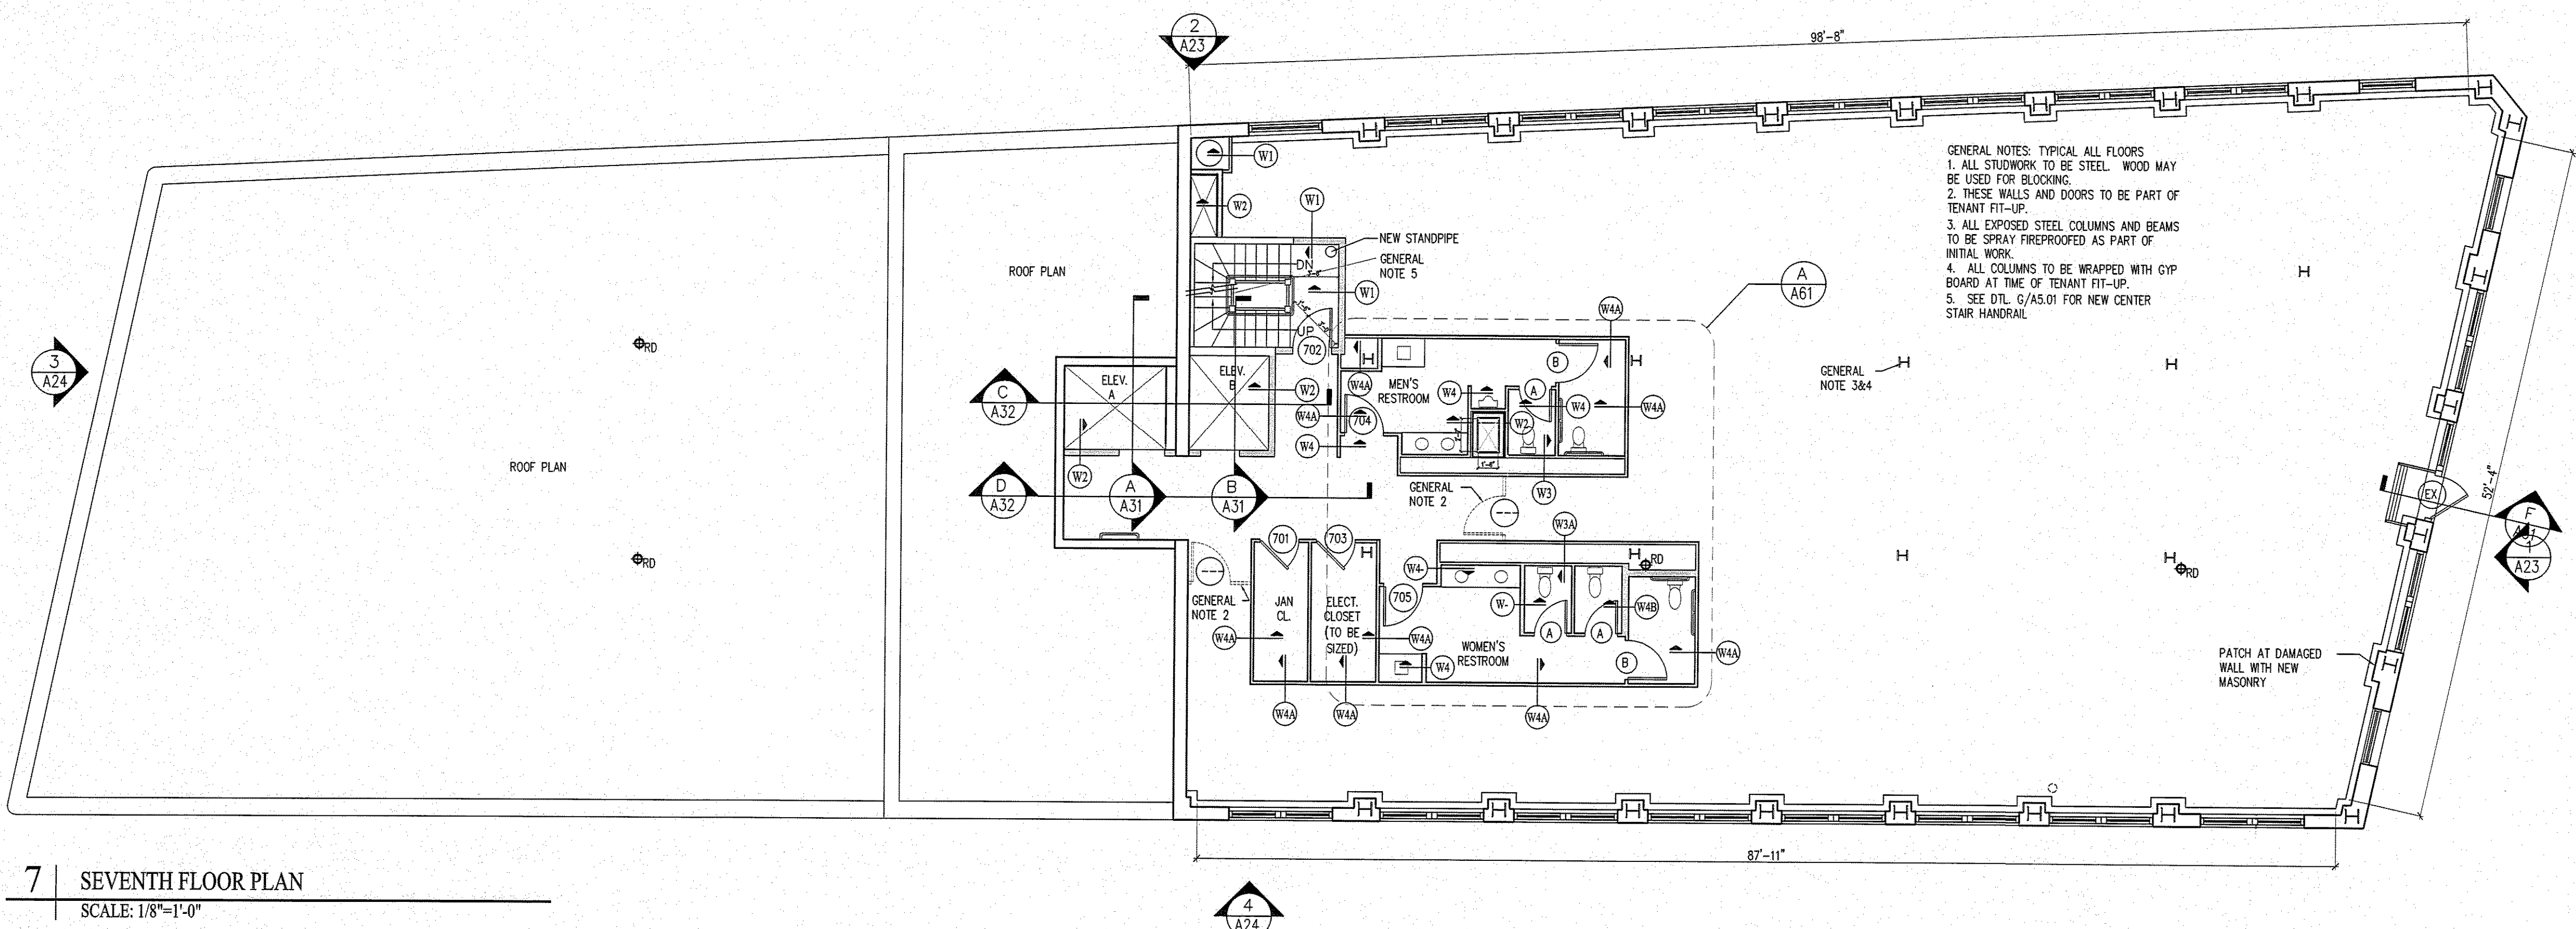 2
A23
98'-8"
GENERAL NOTES: TYPICAL ALL FLOORS
1. ALL STUDWORK TO BE STEEL. WOOD MAY
BE USED FOR BLOCKING.
2. THESE WALLS AND DOORS TO BE PART OF
TENANT FIT-UP.
3. ALL EXPOSED STEEL COLUMNS AND BEAMS
TO BE SPRAY FIREPROOFED AS PART OF
INITIAL WORK.
4. ALL COLUMNS TO BE WRAPPED WITH GYP
BOARD AT TIME OF TENANT FIT-UP.
5. SEE DTL. G/A5.01 FOR NEW CENTER
STAIR HANDRAIL
W1
W2
W1
NEW STANDPIPE
GENERAL
NOTE 5
DN
W1
UP
702
ROOF PLAN
A
A61
W4A
RD
3
A24
ELEV.
A
ELEV.
B
W2
C
A32
W4A
MEN'S
RESTROOM
B
A
W4
W4
W4A
W4A
704
W2
W4
GENERAL
NOTE 3&4
ROOF PLAN
W2
D
A32
A
A31
B
A31
GENERAL
NOTE 2
W3
EX
52'-4"
F
1
A23
W3A
701
703
RD
RD
RD
GENERAL
NOTE 2
JAN
CL.
ELECT.
CLOSET
(TO BE
SIZED)
705
W4-
W-
W4B
W4A
W4A
A
A
B
WOMEN'S
RESTROOM
W4
W4A
W4A
W4A
W4A
PATCH AT DAMAGED
WALL WITH NEW
MASONRY
87'-11"
7
SEVENTH FLOOR PLAN
SCALE: 1/8"=1'-0"
4
A24